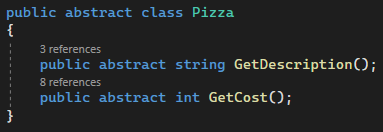 public abstract class Pizza
{
3 references
public abstract string GetDescription();
8 references
public abstract int GetCost();
}